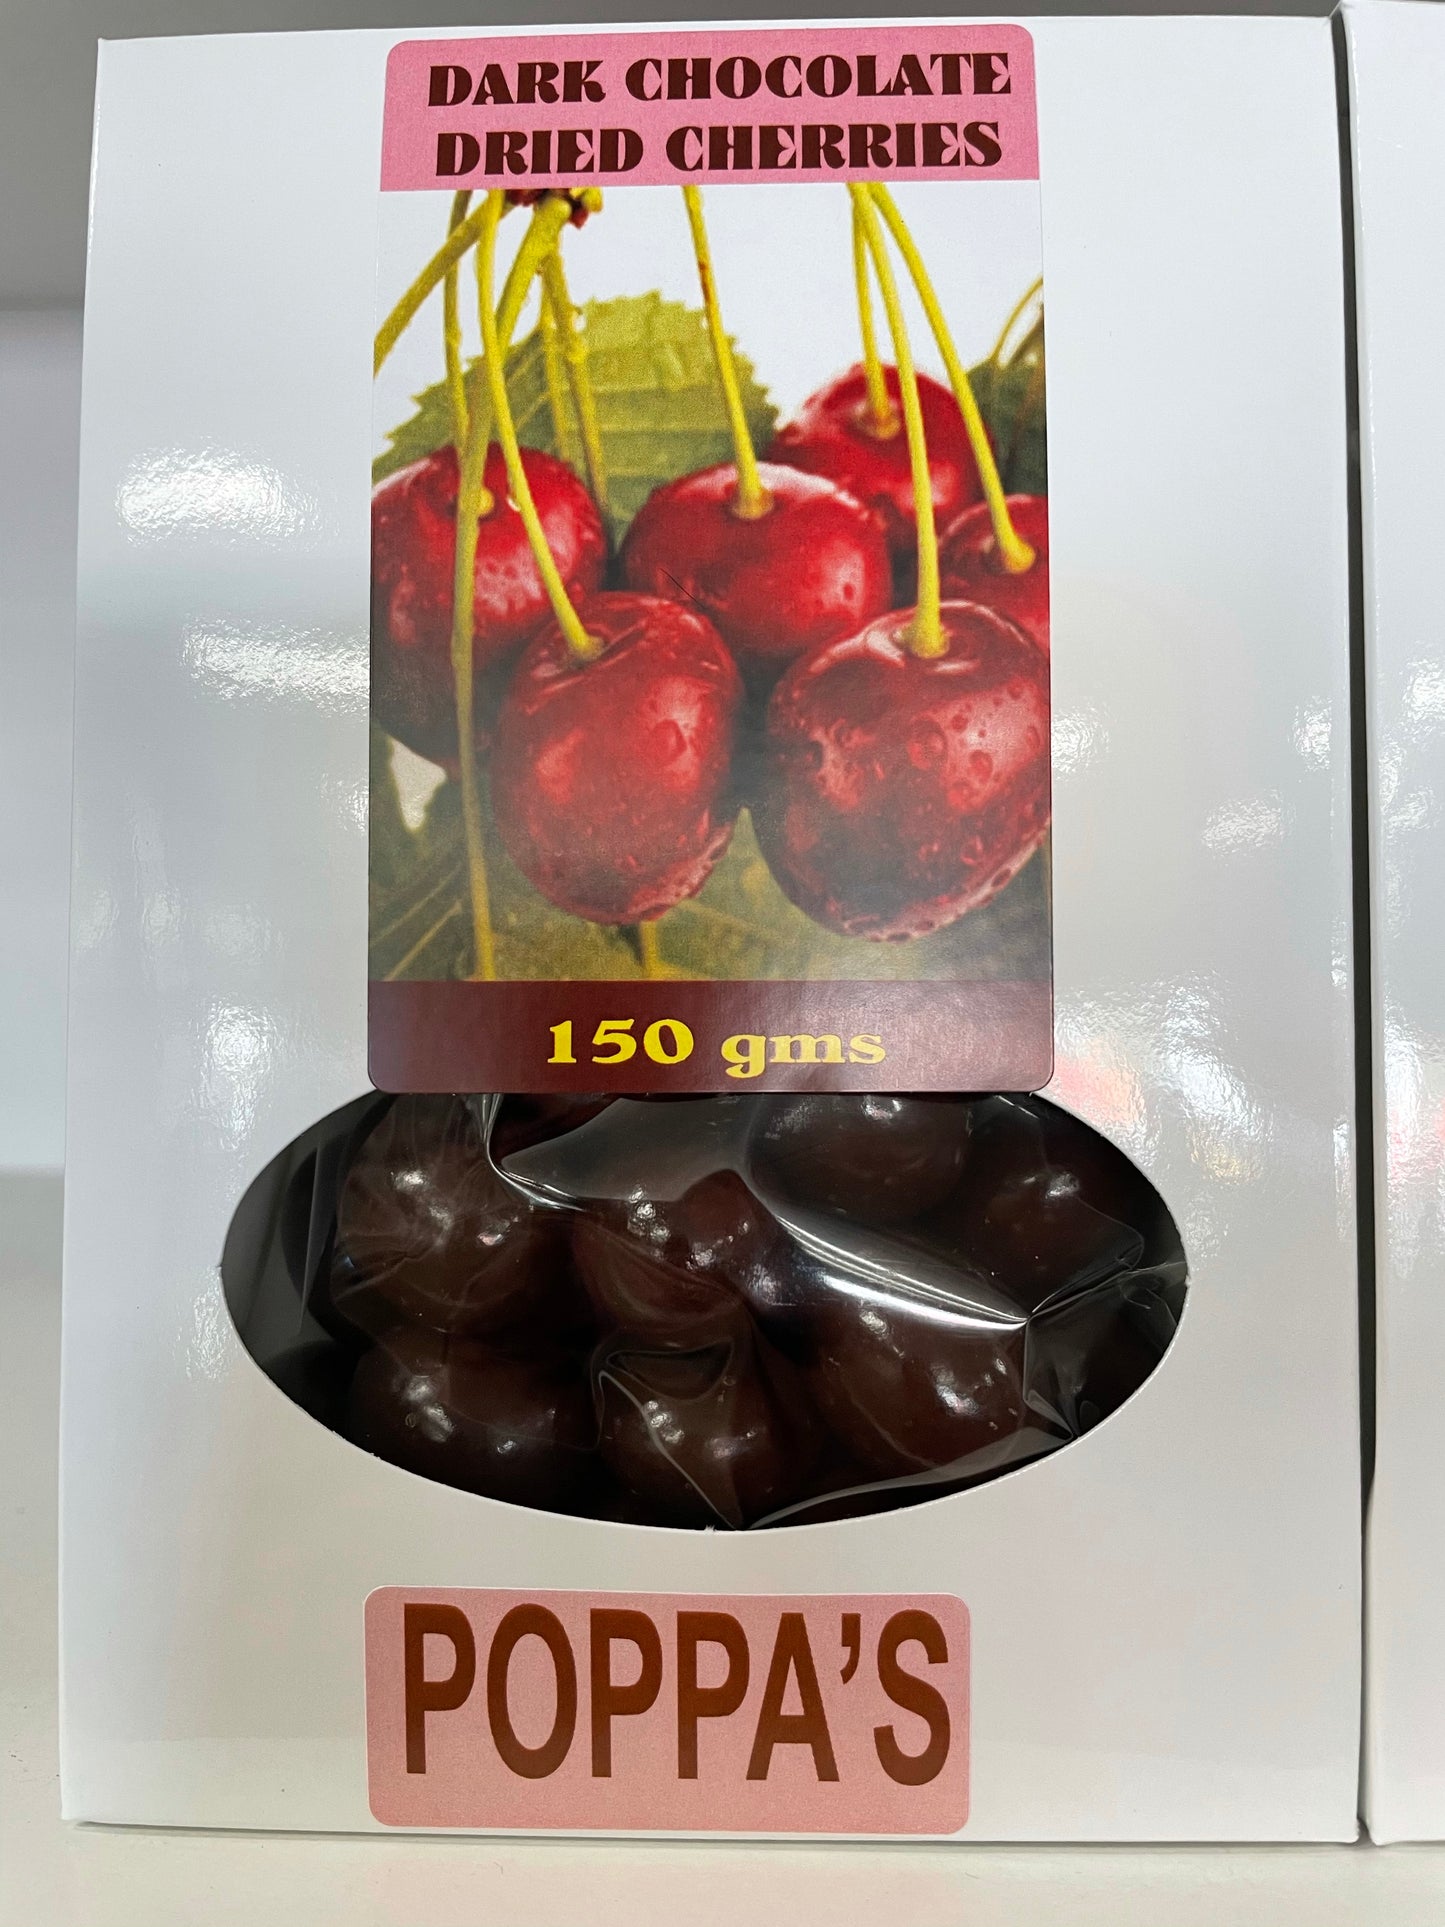 DARK CHOCOLATE
DRIED CHERRIES
150 gms
POPPA'S